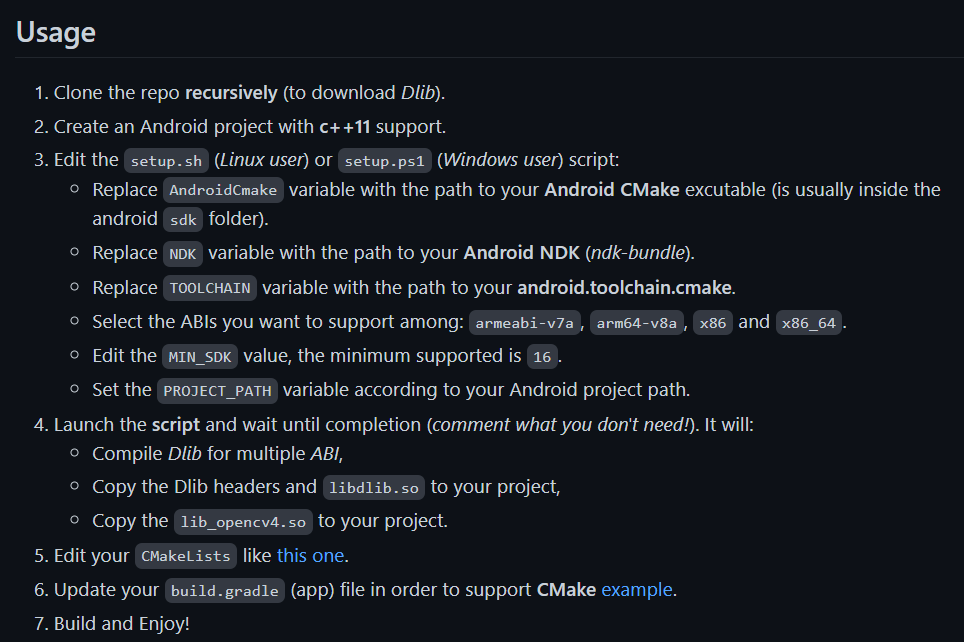 Usage
1. Clone the repo recursively (to download Dlib).
2. Create an Android project with c++11 support.
3. Edit the setup.sh (Linux user) or setup.ps1 (Windows user) script:
○ Replace AndroidCmake variable with the path to your Android CMake excutable (is usually inside the
android sdk folder).
○ Replace NDK variable with the path to your Android NDK (ndk-bundle).
○ Replace TOOLCHAIN variable with the path to your android.toolchain.cmake.
○ Select the ABIs you want to support among: armeabi-v7a, arm64-v8a, x86 and x86_64.
○ Edit the MIN_SDK value, the minimum supported is 16.
○ Set the PROJECT_PATH variable according to your Android project path.
4. Launch the script and wait until completion (comment what you don't need!). It will:
○ Compile Dlib for multiple ABI,
○ Copy the Dlib headers and libdlib.so to your project,
○ Copy the lib_opencv4.so to your project.
5. Edit your CMakeLists like this one.
6. Update your build.gradle (app) file in order to support CMake example.
7. Build and Enjoy!